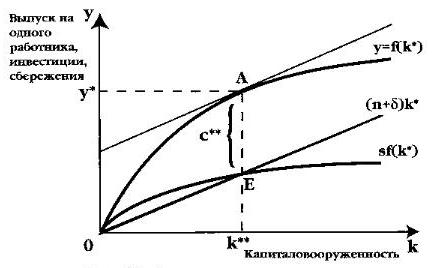 Выпуск на
одного
работника,
инвестиции,
сбережения
y
y=f(k*)
A
y*
(n+δ)k*
c**
sf(k*)
E
0
k**
Капиталовооруженность
k